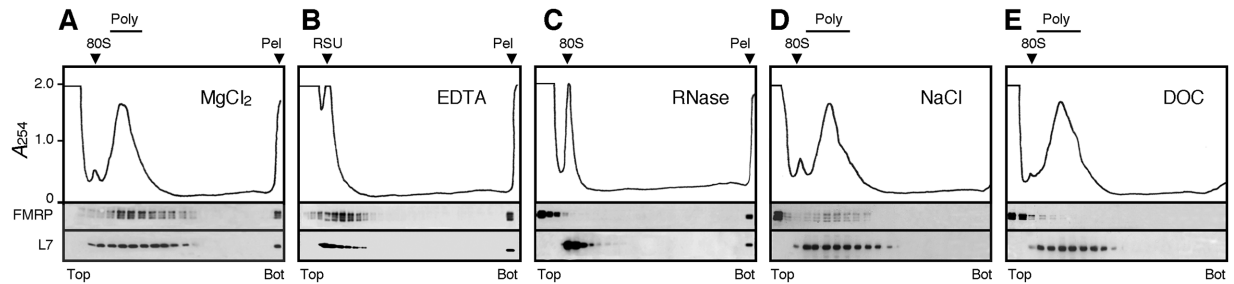 A B C D E
Poly Poly Poly
80S Pel RSU Pel 80S Pel 80S 80S
2.0 MgCl2 EDTA RNase NaCl DOC
A254
1.0
0
FMRP
L7
Top Bot Top Bot Top Bot Top Bot Top Bot